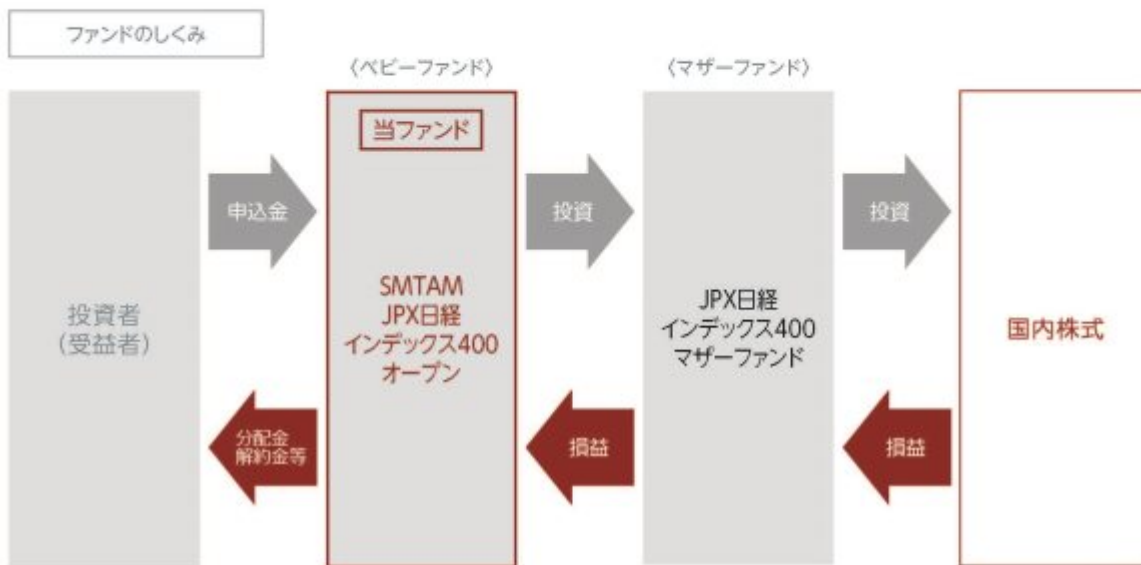 ファンドのしくみ
〈ベビーファンド〉
〈マザーファンド〉
当ファンド
申込金
投資
投資
投資者
（受益者）
SMTAM
JPX日経
インデックス400
オープン
JPX日経
インデックス400
マザーファンド
国内株式
分配金
解約金等
損益
損益